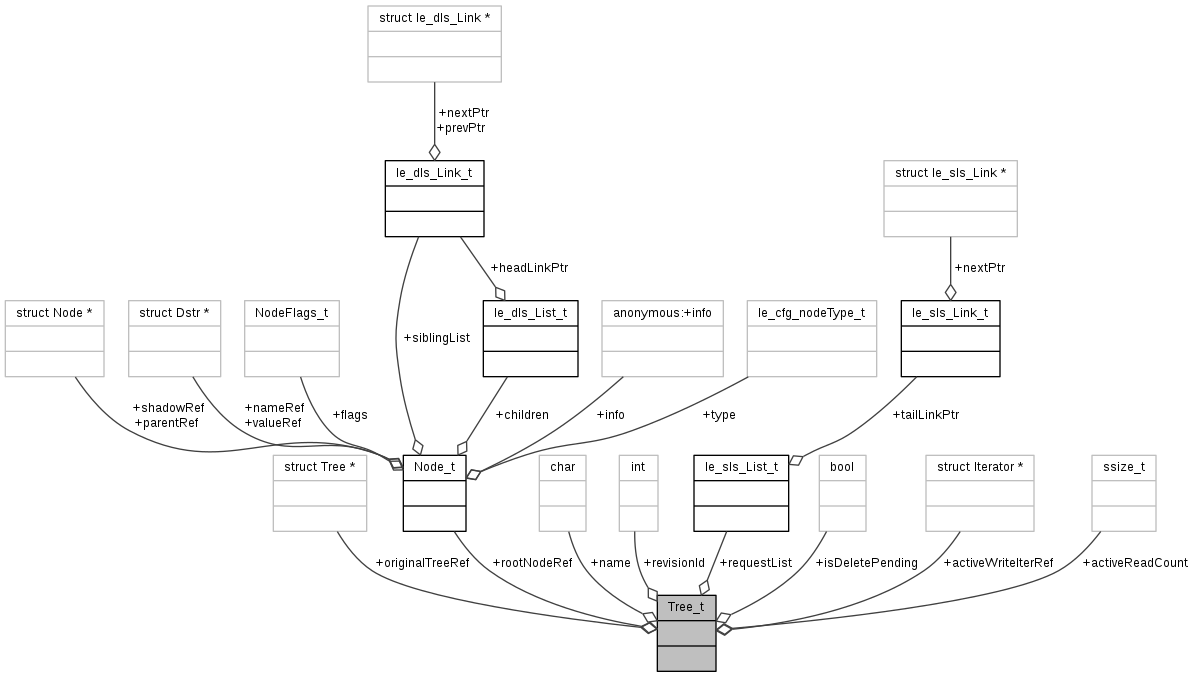 struct le_dls_Link *
+nextPtr
+prevPtr
le_dls_Link_t
struct le_sls_Link *
+headLinkPtr
+nextPtr
struct Node *
struct Dstr *
NodeFlags_t
le_dls_List_t
anonymous:+info
le_cfg_nodeType_t
le_sls_Link_t
+siblingList
+shadowRef
+parentRef
+nameRef
+valueRef
+flags
+children
+info
+type
+tailLinkPtr
struct Tree *
Node_t
char
int
le_sls_List_t
bool
struct Iterator *
ssize_t
+originalTreeRef
+rootNodeRef
+name
+revisionId
+requestList
+isDeletePending
+activeWriteIterRef
+activeReadCount
Tree_t